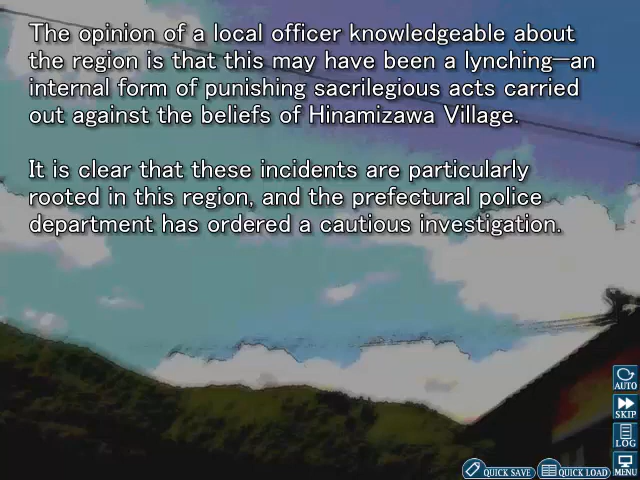 The opinion of a local officer knowledgeable about
the region is that this may have been a lynching—an
internal form of punishing sacrilegious acts carried
out against the beliefs of Hinamizawa Village.
It is clear that these incidents are particularly
rooted in this region, and the prefectural police
department has ordered a cautious investigation.
AUTO
SKIP
LOG
MENU
QUICK SAVE
QUICK LOAD